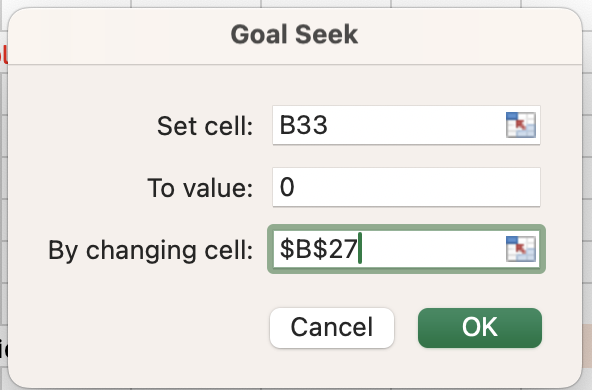 Goal Seek
Set cell: B33
To value: 0
By changing cell: $B$27
Cancel OK